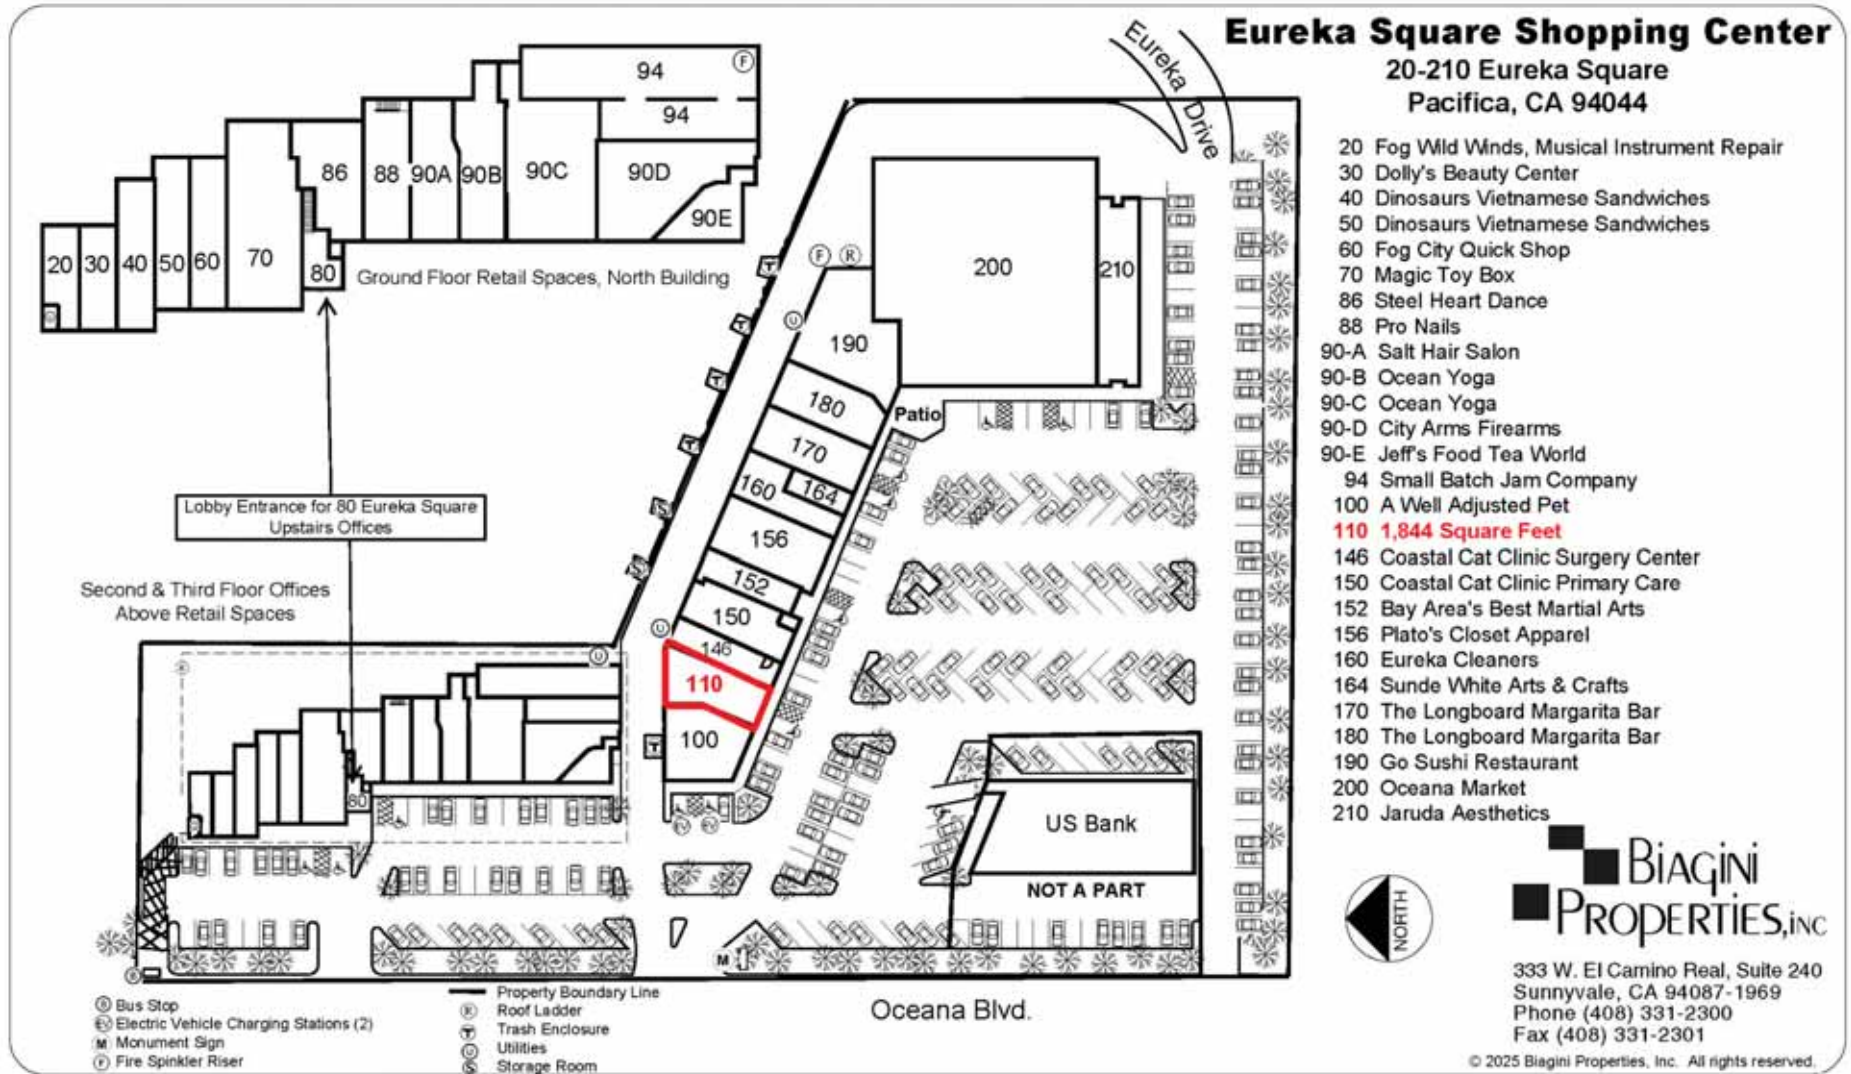 Eureka Square Shopping Center
20-210 Eureka Square
Pacifica, CA 94044
20 Fog Wild Winds, Musical Instrument Repair
30 Dolly's Beauty Center
40 Dinosaurs Vietnamese Sandwiches
50 Dinosaurs Vietnamese Sandwiches
60 Fog City Quick Shop
70 Magic Toy Box
86 Steel Heart Dance
88 Pro Nails
90-A Salt Hair Salon
90-B Ocean Yoga
90-C Ocean Yoga
90-D City Arms Firearms
90-E Jeff's Food Tea World
94 Small Batch Jam Company
100 A Well Adjusted Pet
110 1,844 Square Feet
146 Coastal Cat Clinic Surgery Center
150 Coastal Cat Clinic Primary Care
152 Bay Area's Best Martial Arts
156 Plato's Closet Apparel
160 Eureka Cleaners
164 Sunde White Arts & Crafts
170 The Longboard Margarita Bar
180 The Longboard Margarita Bar
190 Go Sushi Restaurant
200 Oceana Market
210 Jaruda Aesthetics
Eureka Drive
94
F
94
86
88
90A
90B
90C
90D
90E
20
30
40
50
60
70
80
Ground Floor Retail Spaces, North Building
Lobby Entrance for 80 Eureka Square
Upstairs Offices
Second & Third Floor Offices
Above Retail Spaces
80
F
R
200
210
T
T
T
T
S
S
U
U
U
190
180
Patio
170
160
164
156
152
150
146
110
100
T
EV
EV
US Bank
NOT A PART
M
B
Oceana Blvd.
NORTH
B Bus Stop
EV Electric Vehicle Charging Stations (2)
M Monument Sign
F Fire Spinkler Riser
Property Boundary Line
R Roof Ladder
T Trash Enclosure
U Utilities
S Storage Room
BIAGINI
PROPERTIES, INC
333 W. El Camino Real, Suite 240
Sunnyvale, CA 94087-1969
Phone (408) 331-2300
Fax (408) 331-2301
© 2025 Biagini Properties, Inc. All rights reserved.